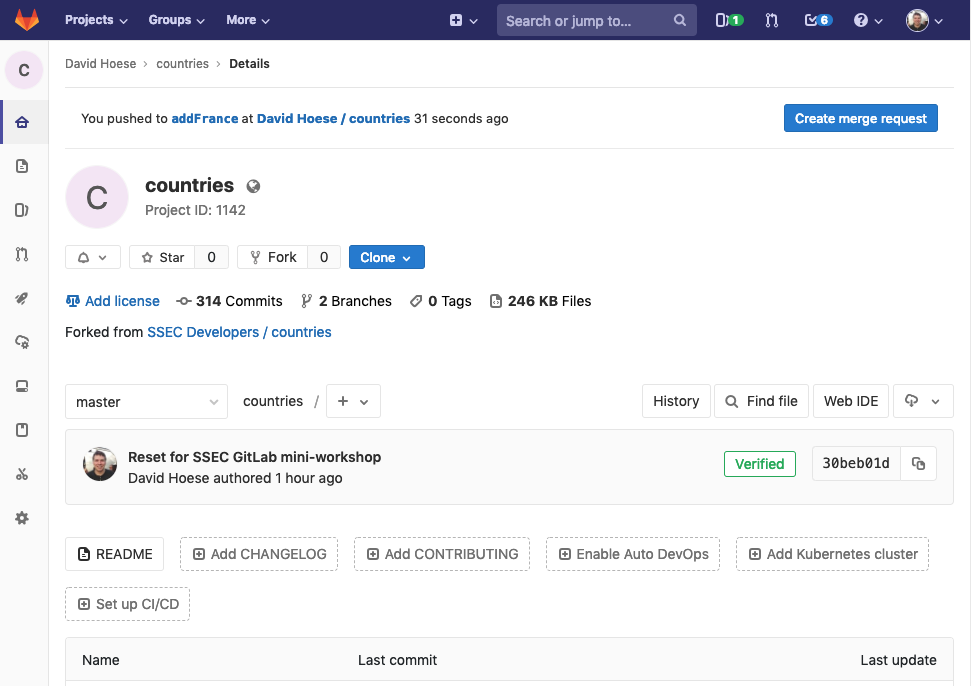 Projects Groups More Search or jump to... 1 6
C David Hoese › countries › Details
You pushed to addFrance at David Hoese / countries 31 seconds ago Create merge request
C countries
Project ID: 1142
Star 0 Fork 0 Clone
Add license 314 Commits 2 Branches 0 Tags 246 KB Files
Forked from SSEC Developers / countries
master countries / + History Find file Web IDE
Reset for SSEC GitLab mini-workshop
David Hoese authored 1 hour ago Verified 30beb01d
README Add CHANGELOG Add CONTRIBUTING Enable Auto DevOps Add Kubernetes cluster
Set up CI/CD
Name Last commit Last update